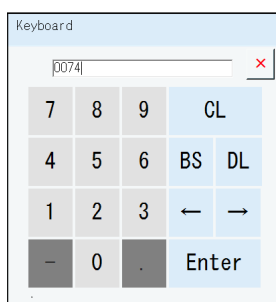 Keyboard
0074
×
7 8 9 CL
4 5 6 BS DL
1 2 3 ← →
− 0 . Enter